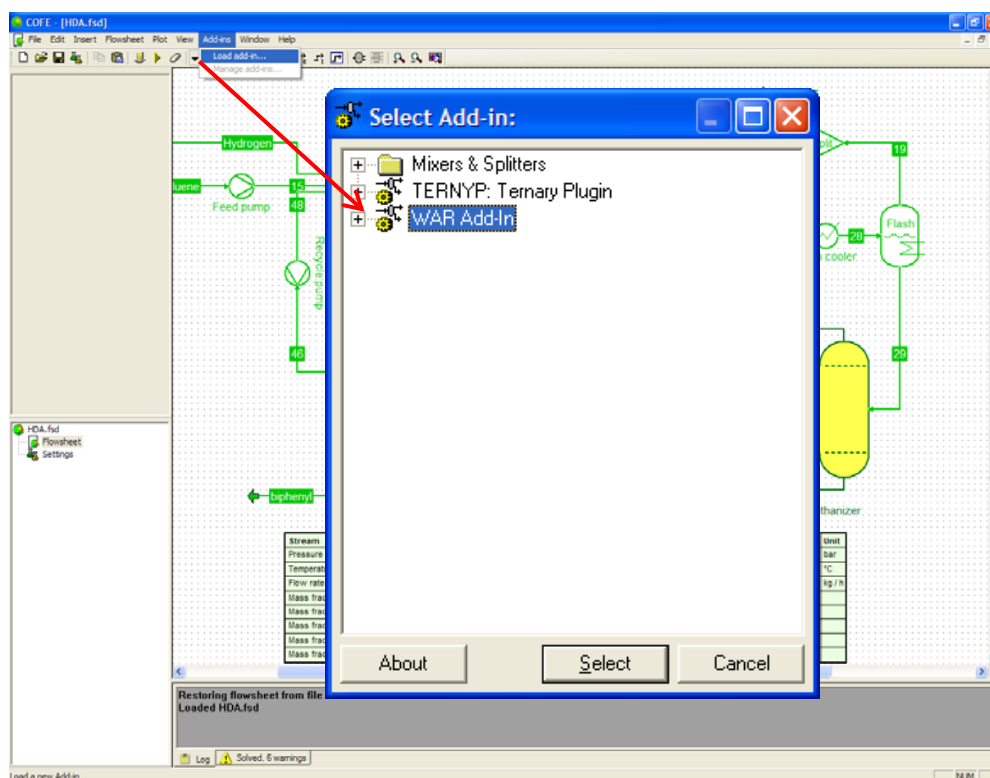 COFE - [HDA.fsd]
File Edit Insert Flowsheet Plot View Add-ins Window Help
Load add-in...
Manage add-ins...
Select Add-in:
Mixers & Splitters
TERNYP: Ternary Plugin
WAR Add-In
About
Select
Cancel
Hydrogen
15
Feed pump
48
Recycle pump
46
biphenyl
19
Flash
28
cooler
29
thanizer
Stream
Pressure
Temperat
Flow rate
Mass frac
Mass frac
Mass frac
Mass frac
Mass frac
Unit
bar
°C
kg / h
HDA.fsd
Flowsheet
Settings
Restoring flowsheet from file
Loaded HDA.fsd
Log
Solved. 6 warnings
Load a new Add-in
NUM